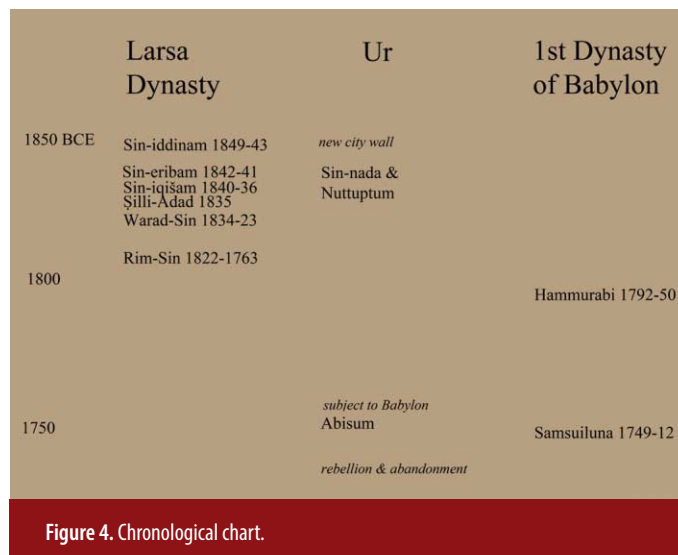 Larsa
Dynasty
Ur
1st Dynasty
of Babylon
1850 BCE
Sin-iddinam 1849-43
new city wall
Sin-eribam 1842-41
Sin-iqišam 1840-36
Ṣilli-Adad 1835
Warad-Sin 1834-23
Sin-nada &
Nuttuptum
Rim-Sin 1822-1763
1800
Hammurabi 1792-50
subject to Babylon
Abisum
1750
Samsuiluna 1749-12
rebellion & abandonment
Figure 4. Chronological chart.